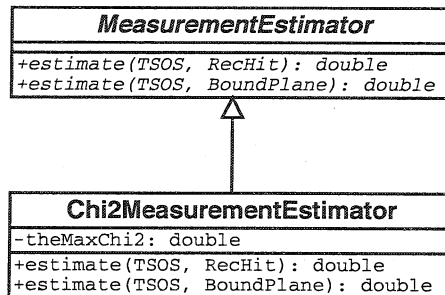 MeasurementEstimator
+estimate(TSOS, RecHit): double
+estimate(TSOS, BoundPlane): double
Chi2MeasurementEstimator
-theMaxChi2: double
+estimate(TSOS, RecHit): double
+estimate(TSOS, BoundPlane): double